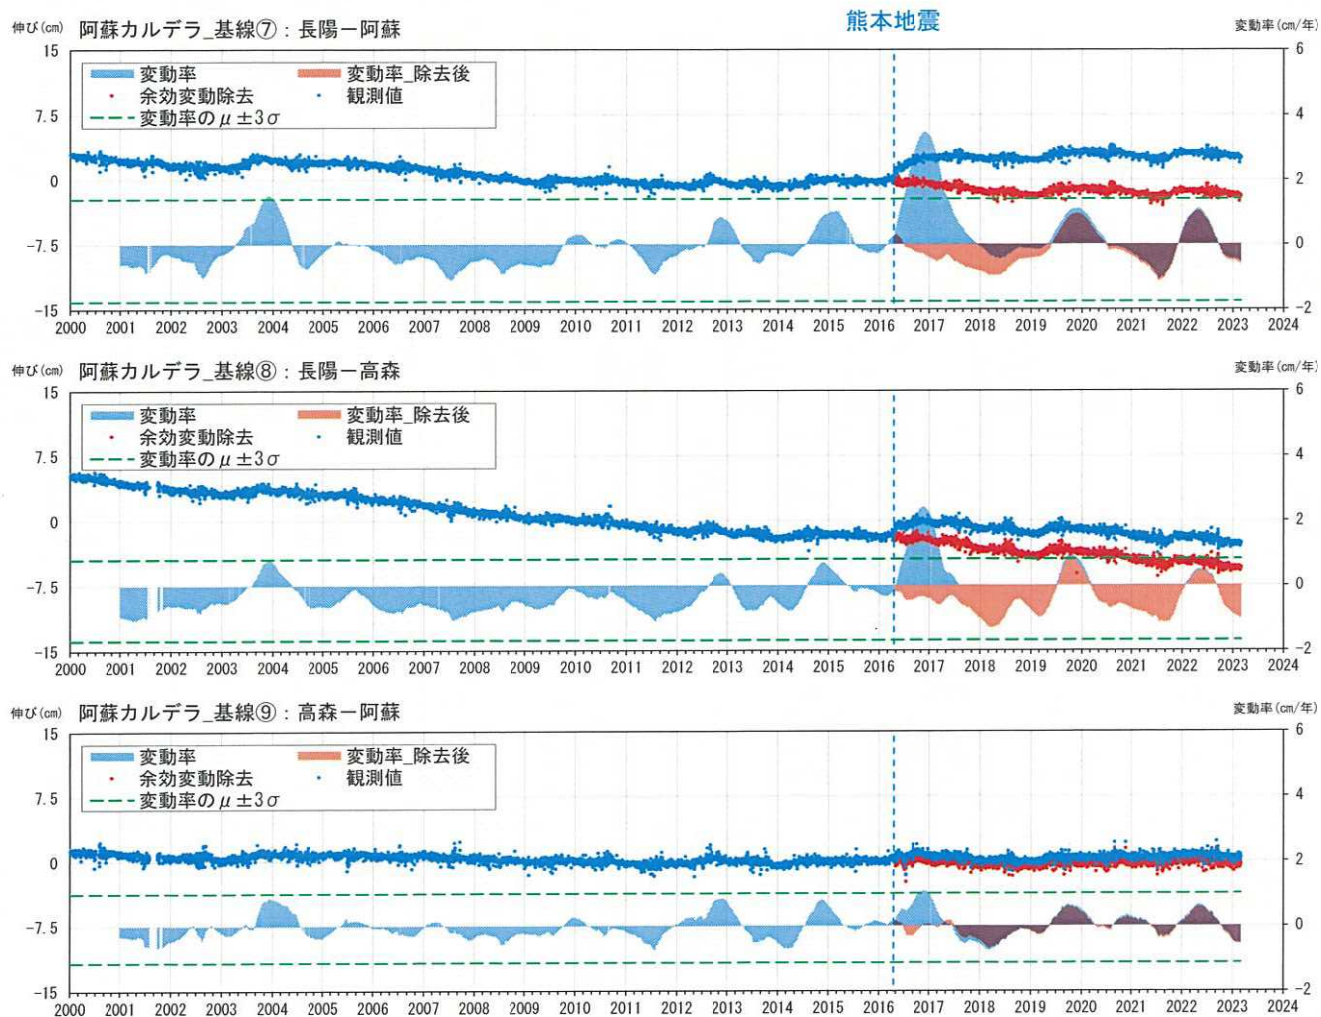 熊本地震
伸び(cm) 阿蘇カルデラ_基線⑦：長陽－阿蘇 変動率(cm/年)
変動率 変動率_除去後
余効変動除去 観測値
変動率のμ±3σ
15
7.5
0
-7.5
-15
6
4
2
0
-2
2000 2001 2002 2003 2004 2005 2006 2007 2008 2009 2010 2011 2012 2013 2014 2015 2016 2017 2018 2019 2020 2021 2022 2023 2024
伸び(cm) 阿蘇カルデラ_基線⑧：長陽－高森 変動率(cm/年)
変動率 変動率_除去後
余効変動除去 観測値
変動率のμ±3σ
15
7.5
0
-7.5
-15
6
4
2
0
-2
2000 2001 2002 2003 2004 2005 2006 2007 2008 2009 2010 2011 2012 2013 2014 2015 2016 2017 2018 2019 2020 2021 2022 2023 2024
伸び(cm) 阿蘇カルデラ_基線⑨：高森－阿蘇 変動率(cm/年)
変動率 変動率_除去後
余効変動除去 観測値
変動率のμ±3σ
15
7.5
0
-7.5
-15
6
4
2
0
-2
2000 2001 2002 2003 2004 2005 2006 2007 2008 2009 2010 2011 2012 2013 2014 2015 2016 2017 2018 2019 2020 2021 2022 2023 2024